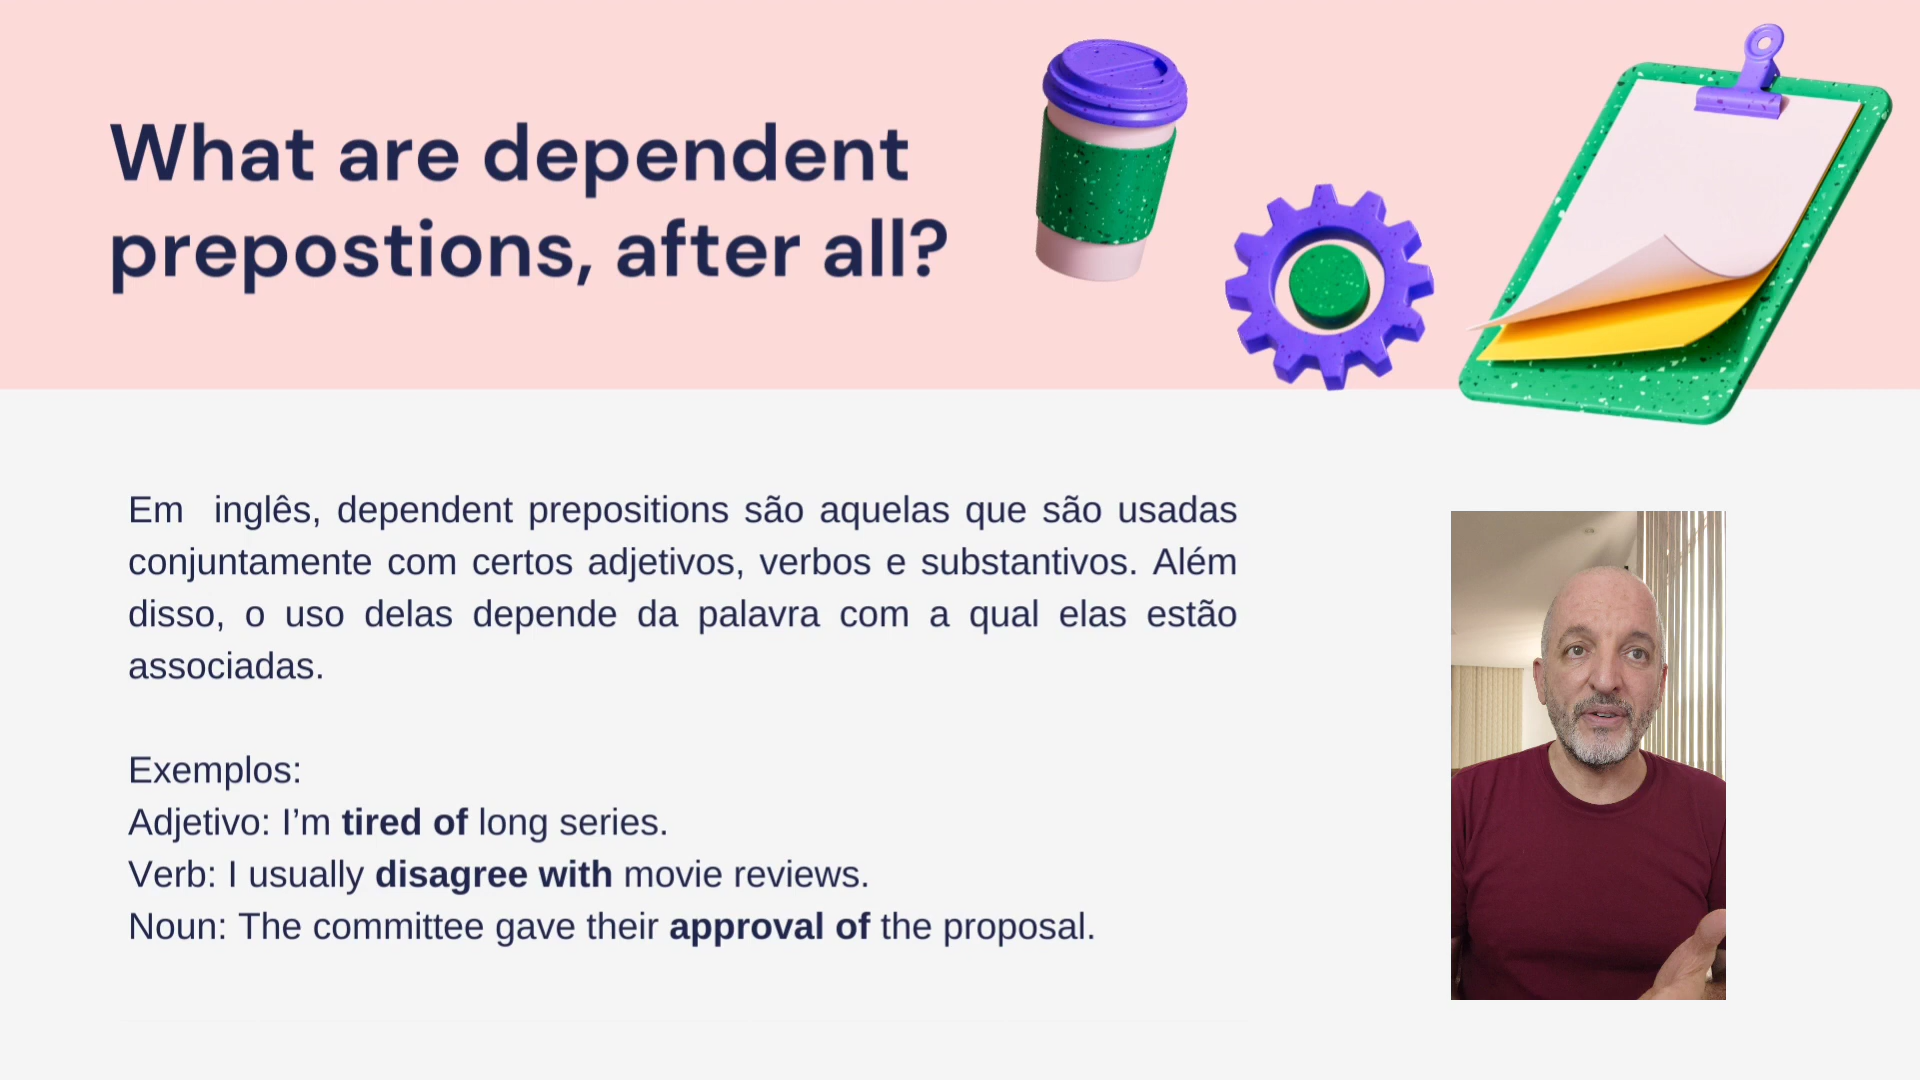 What are dependent
prepostions, after all?
Em inglês, dependent prepositions são aquelas que são usadas
conjuntamente com certos adjetivos, verbos e substantivos. Além
disso, o uso delas depende da palavra com a qual elas estão
associadas.
Exemplos:
Adjetivo: I’m tired of long series.
Verb: I usually disagree with movie reviews.
Noun: The committee gave their approval of the proposal.